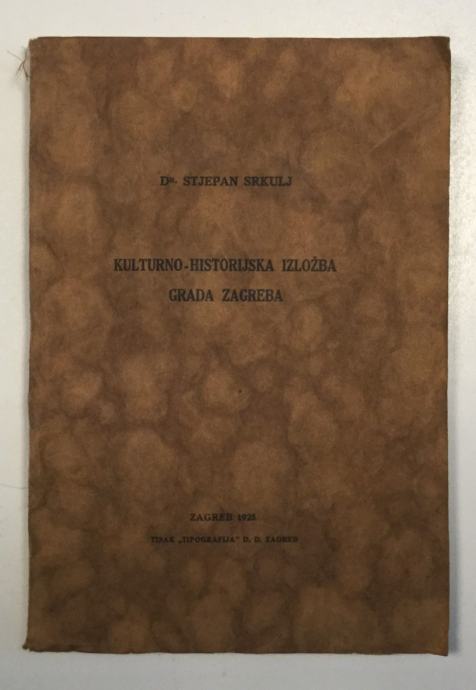 Dr. STJEPAN SRKULJ
KULTURNO-HISTORIJSKA IZLOŽBA
GRADA ZAGREBA
ZAGREB 1925
TISAK „TIPOGRAFIJA" D. D. ZAGREB